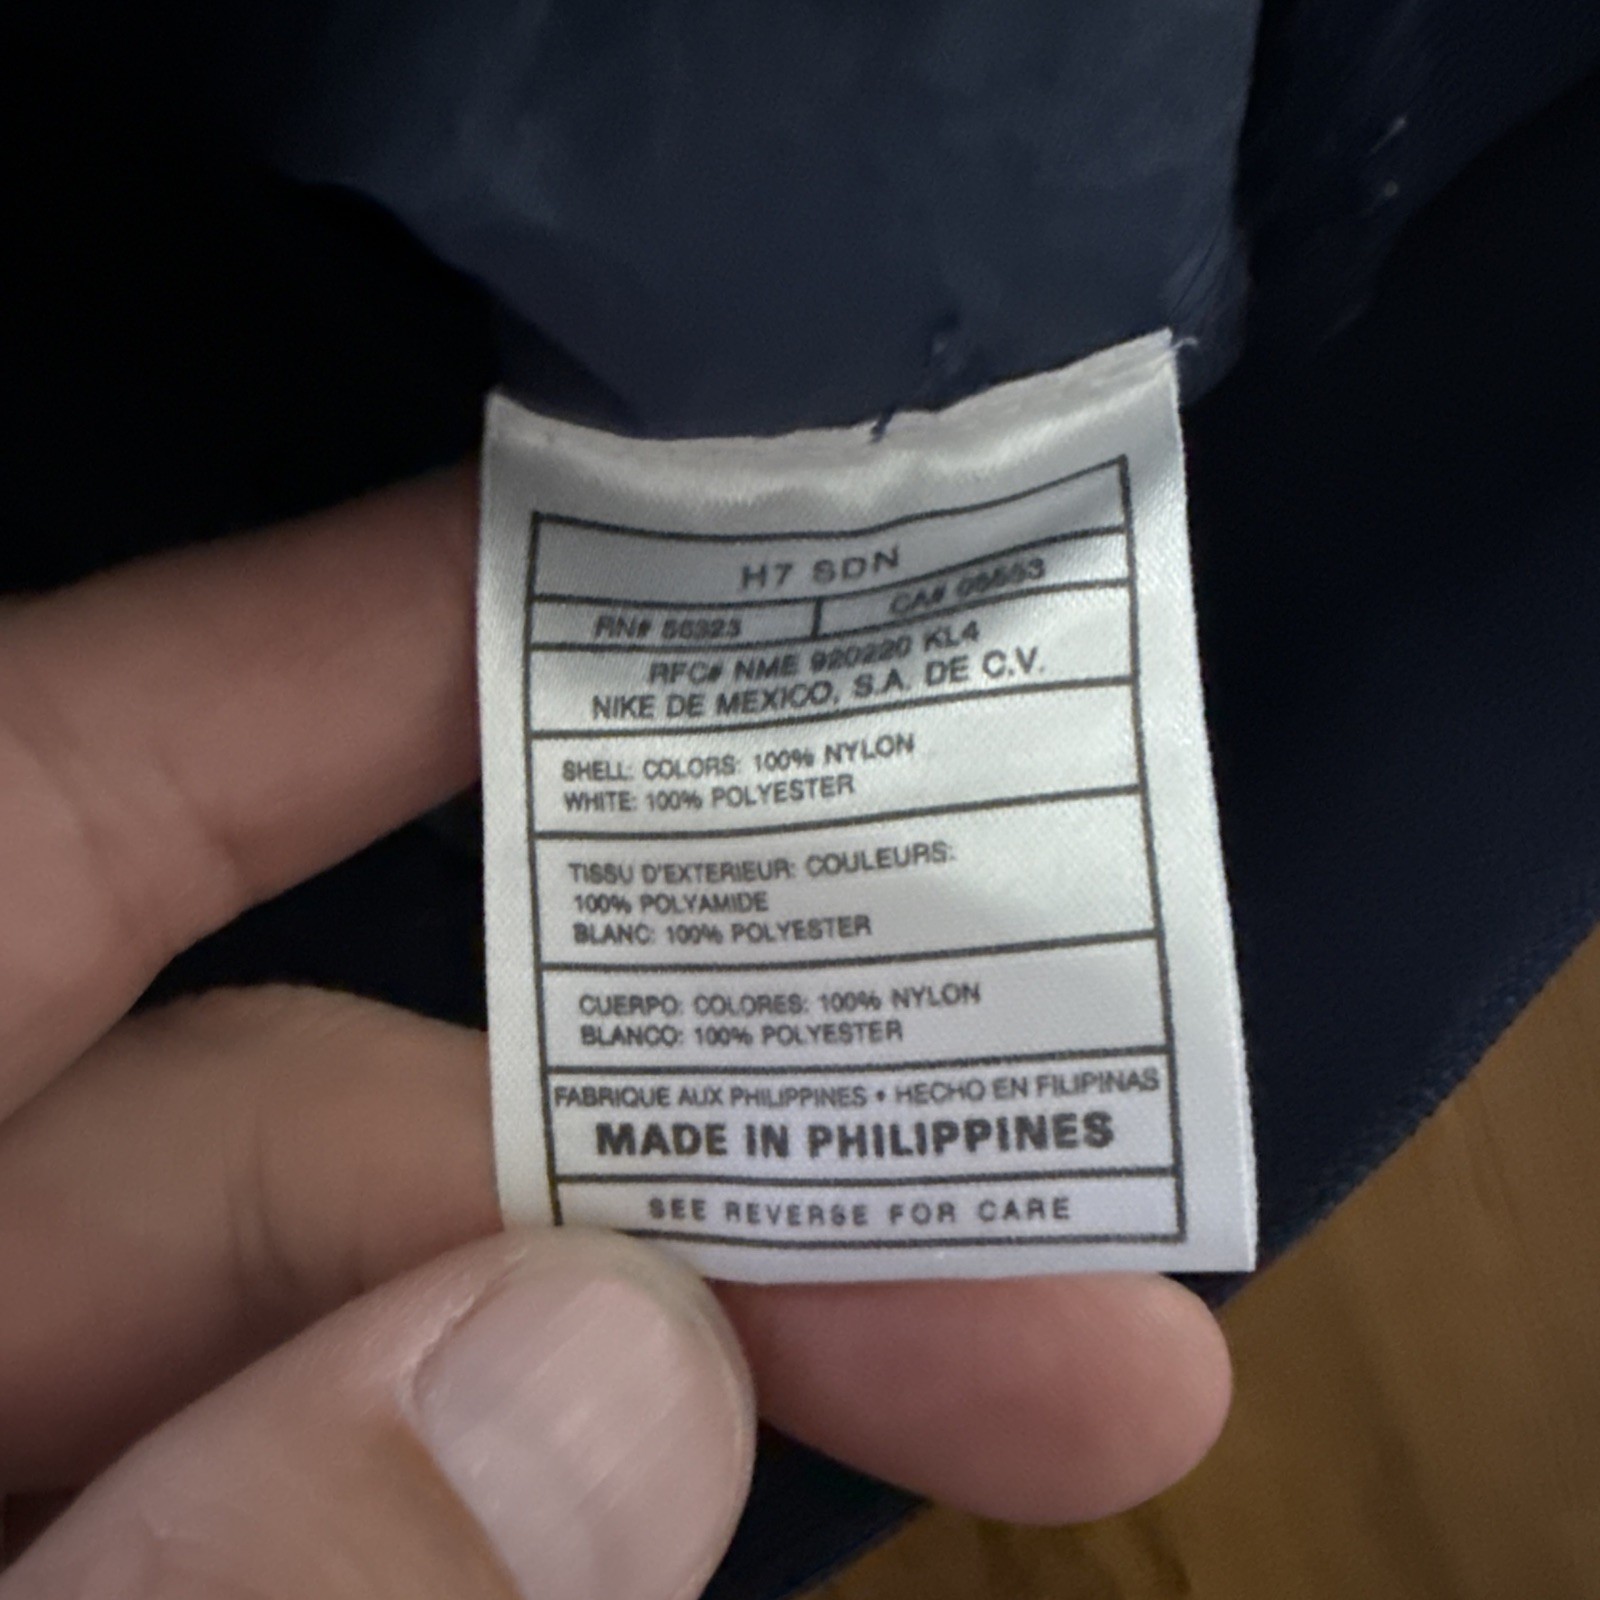 H7 SDN
RN# 56323 CA# 05553
RFC# NME 920220 KL4
NIKE DE MEXICO, S.A. DE C.V.
SHELL: COLORS: 100% NYLON
WHITE: 100% POLYESTER
TISSU D'EXTERIEUR: COULEURS:
100% POLYAMIDE
BLANC: 100% POLYESTER
CUERPO: COLORES: 100% NYLON
BLANCO: 100% POLYESTER
FABRIQUE AUX PHILIPPINES • HECHO EN FILIPINAS
MADE IN PHILIPPINES
SEE REVERSE FOR CARE